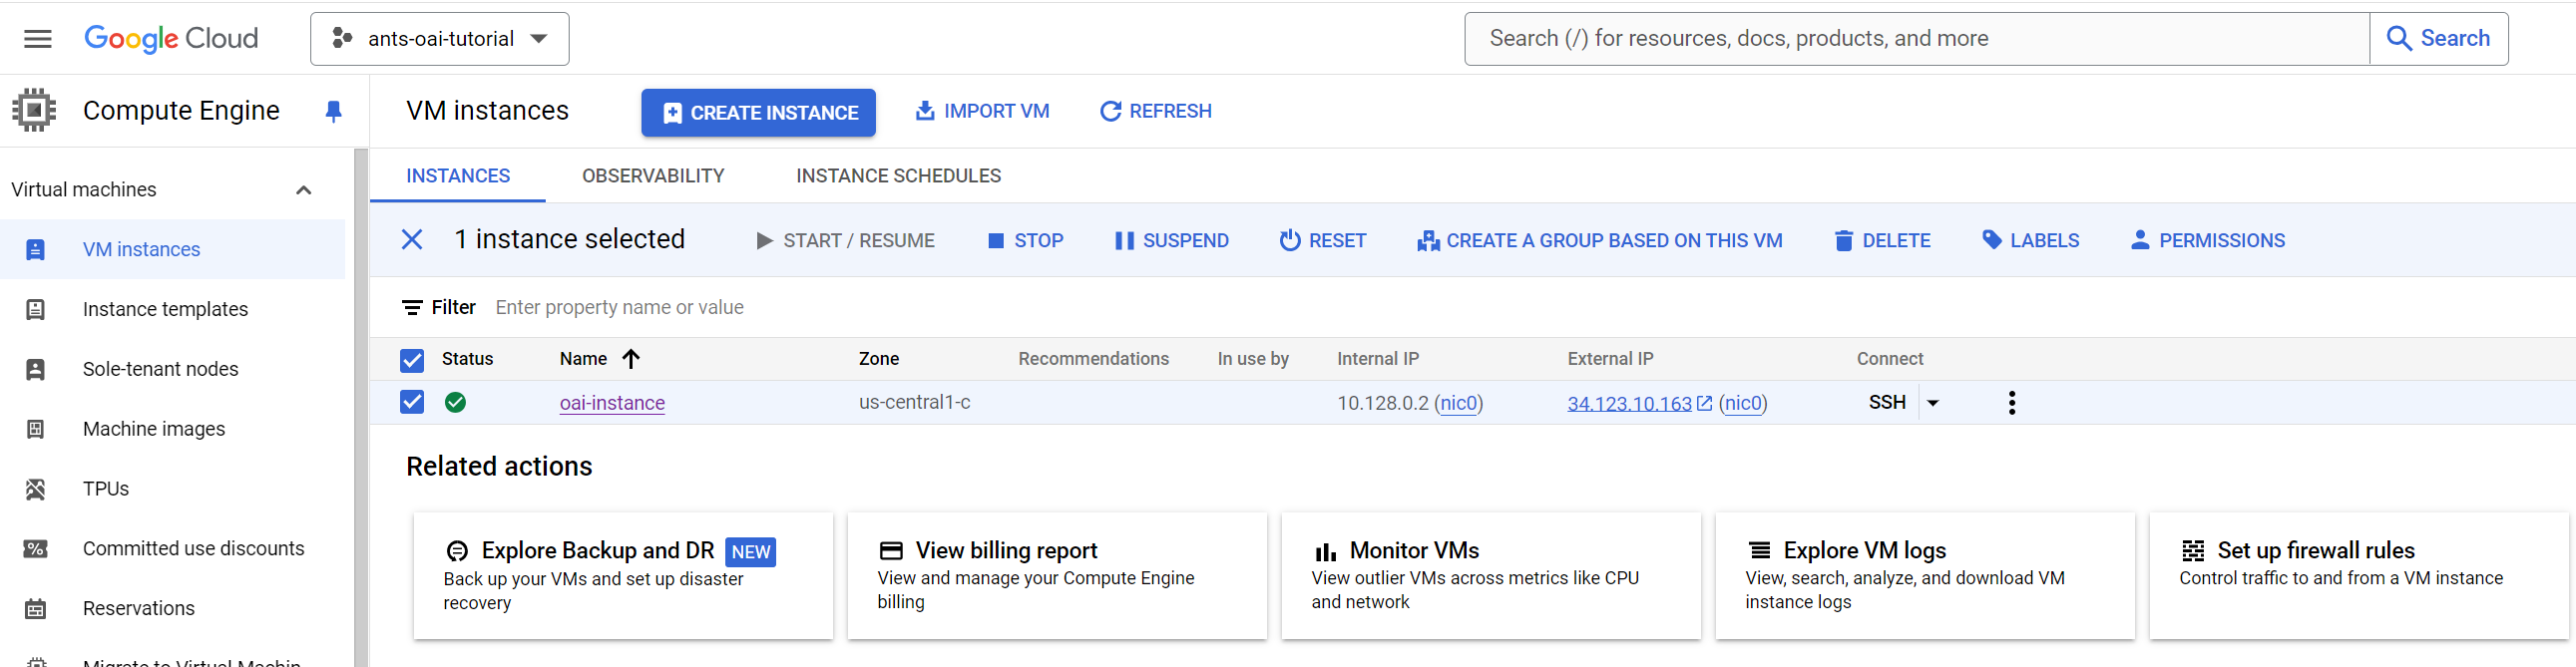 Google Cloud
ants-oai-tutorial
Search (/) for resources, docs, products, and more
Search
Compute Engine
VM instances
CREATE INSTANCE
IMPORT VM
REFRESH
Virtual machines
VM instances
Instance templates
Sole-tenant nodes
Machine images
TPUs
Committed use discounts
Reservations
Migrate to Virtual Machin
INSTANCES OBSERVABILITY INSTANCE SCHEDULES
1 instance selected START / RESUME STOP SUSPEND RESET CREATE A GROUP BASED ON THIS VM DELETE LABELS PERMISSIONS
Filter Enter property name or value
Status Name Zone Recommendations In use by Internal IP External IP Connect
oai-instance us-central1-c 10.128.0.2 (nic0) 34.123.10.163 (nic0) SSH
Related actions
Explore Backup and DR NEW
Back up your VMs and set up disaster
recovery
View billing report
View and manage your Compute Engine
billing
Monitor VMs
View outlier VMs across metrics like CPU
and network
Explore VM logs
View, search, analyze, and download VM
instance logs
Set up firewall rules
Control traffic to and from a VM instance